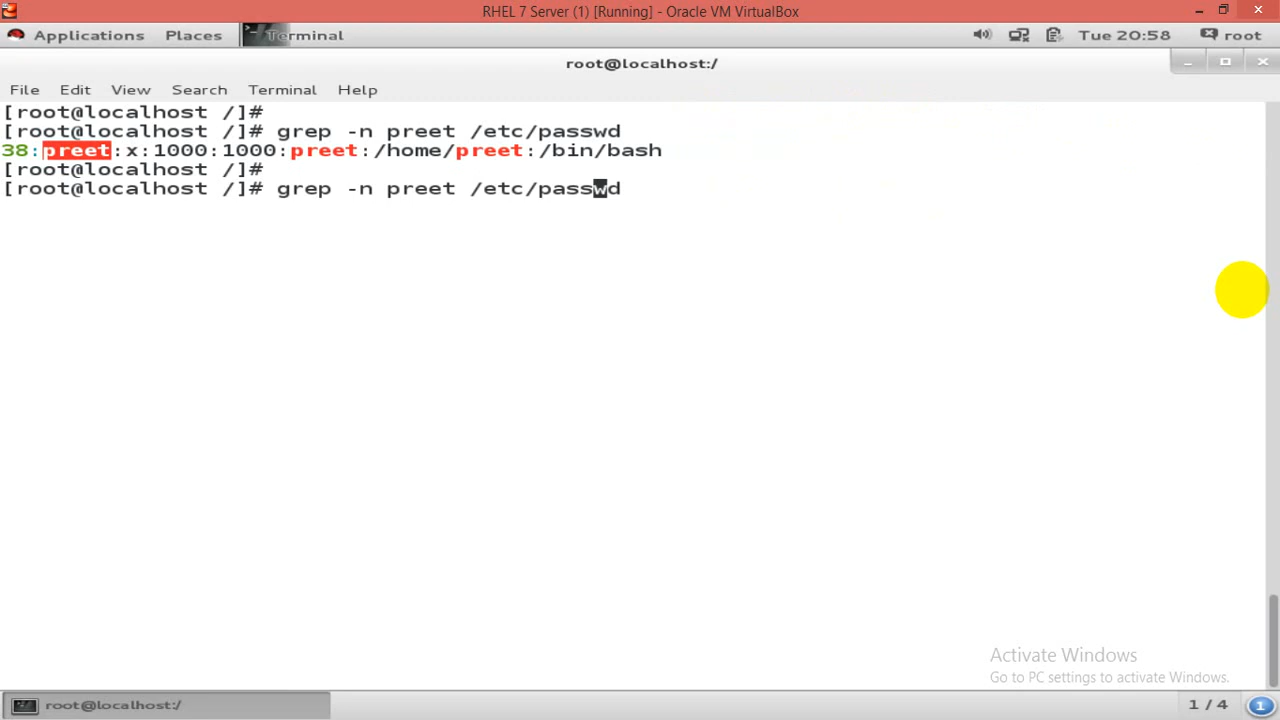 RHEL 7 Server (1) [Running] - Oracle VM VirtualBox
Applications Places Terminal Tue 20:58 root
root@localhost:/
File Edit View Search Terminal Help
[root@localhost /]#
[root@localhost /]# grep -n preet /etc/passwd
38:preet:x:1000:1000:preet:/home/preet:/bin/bash
[root@localhost /]#
[root@localhost /]# grep -n preet /etc/passwd
Activate Windows
Go to PC settings to activate Windows.
root@localhost:/ 1 / 4 1